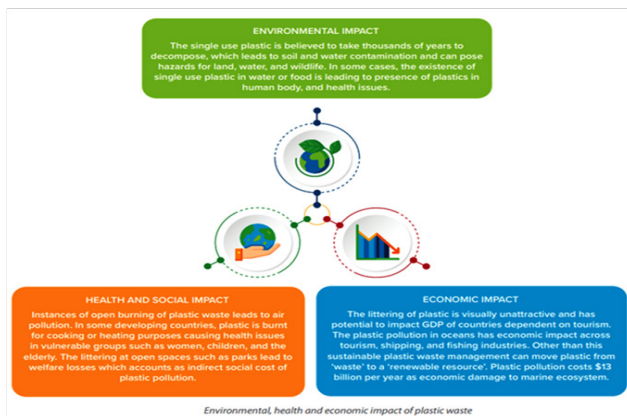 ENVIRONMENTAL IMPACT
The single use plastic is believed to take thousands of years to
decompose, which leads to soil and water contamination and can pose
hazards for land, water, and wildlife. In some cases, the existence of
single use plastic in water or food is leading to presence of plastics in
human body, and health issues.
HEALTH AND SOCIAL IMPACT
Instances of open burning of plastic waste leads to air
pollution. In some developing countries, plastic is burnt
for cooking or heating purposes causing health issues
in vulnerable groups such as women, children, and the
elderly. The littering at open spaces such as parks lead to
welfare losses which accounts as indirect social cost of
plastic pollution.
ECONOMIC IMPACT
The littering of plastic is visually unattractive and has
potential to impact GDP of countries dependent on tourism.
The plastic pollution in oceans has economic impact across
tourism, shipping, and fishing industries. Other than this
sustainable plastic waste management can move plastic from
‘waste’ to a ‘renewable resource’. Plastic pollution costs $13
billion per year as economic damage to marine ecosystem.
Environmental, health and economic impact of plastic waste